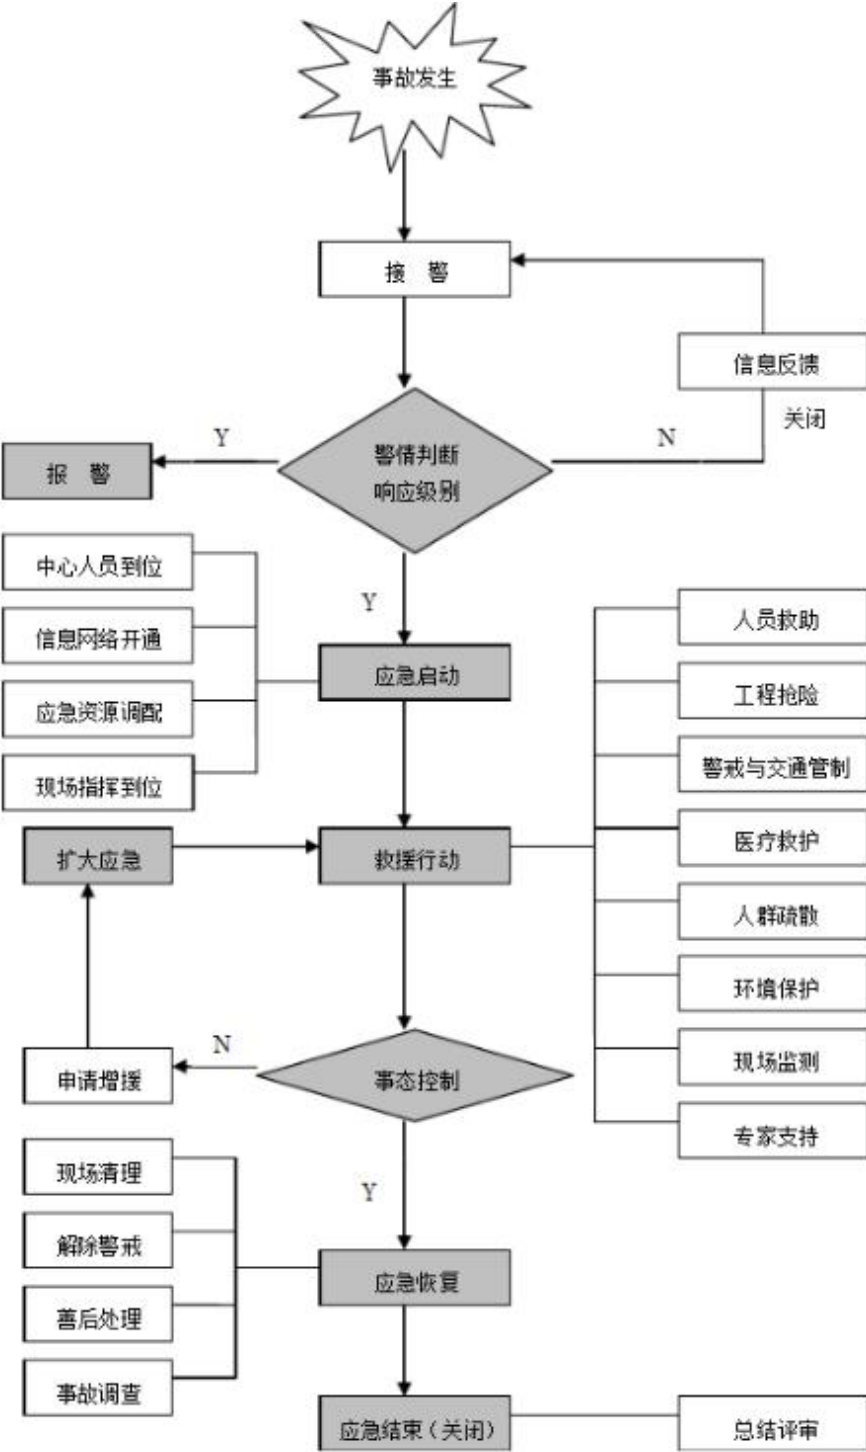 事故发生
接 警
信息反馈
关闭
Y
N
警情判断
响应级别
报 警
中心人员到位
信息网络开通
应急资源调配
现场指挥到位
Y
应急启动
人员救助
工程抢险
警戒与交通管制
医疗救护
人群疏散
环境保护
现场监测
专家支持
扩大应急
救援行动
申请增援
N
事态控制
Y
现场清理
解除警戒
善后处理
事故调查
应急恢复
应急结束（关闭）
总结评审